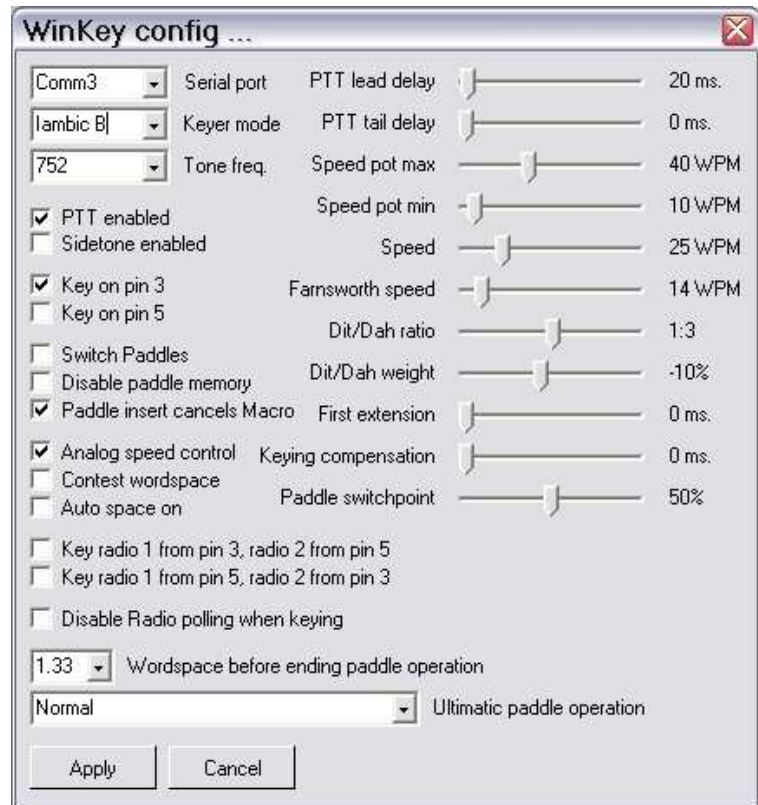 WinKey config ...
Comm3 Serial port PTT lead delay 20 ms.
Iambic B Keyer mode PTT tail delay 0 ms.
752 Tone freq. Speed pot max 40 WPM
Speed pot min 10 WPM
PTT enabled
Sidetone enabled Speed 25 WPM
Key on pin 3 Farnsworth speed 14 WPM
Key on pin 5
Dit/Dah ratio 1:3
Switch Paddles
Disable paddle memory Dit/Dah weight -10%
Paddle insert cancels Macro First extension 0 ms.
Analog speed control Keying compensation 0 ms.
Contest wordspace
Auto space on Paddle switchpoint 50%
Key radio 1 from pin 3, radio 2 from pin 5
Key radio 1 from pin 5, radio 2 from pin 3
Disable Radio polling when keying
1.33 Wordspace before ending paddle operation
Normal Ultimatic paddle operation
Apply Cancel